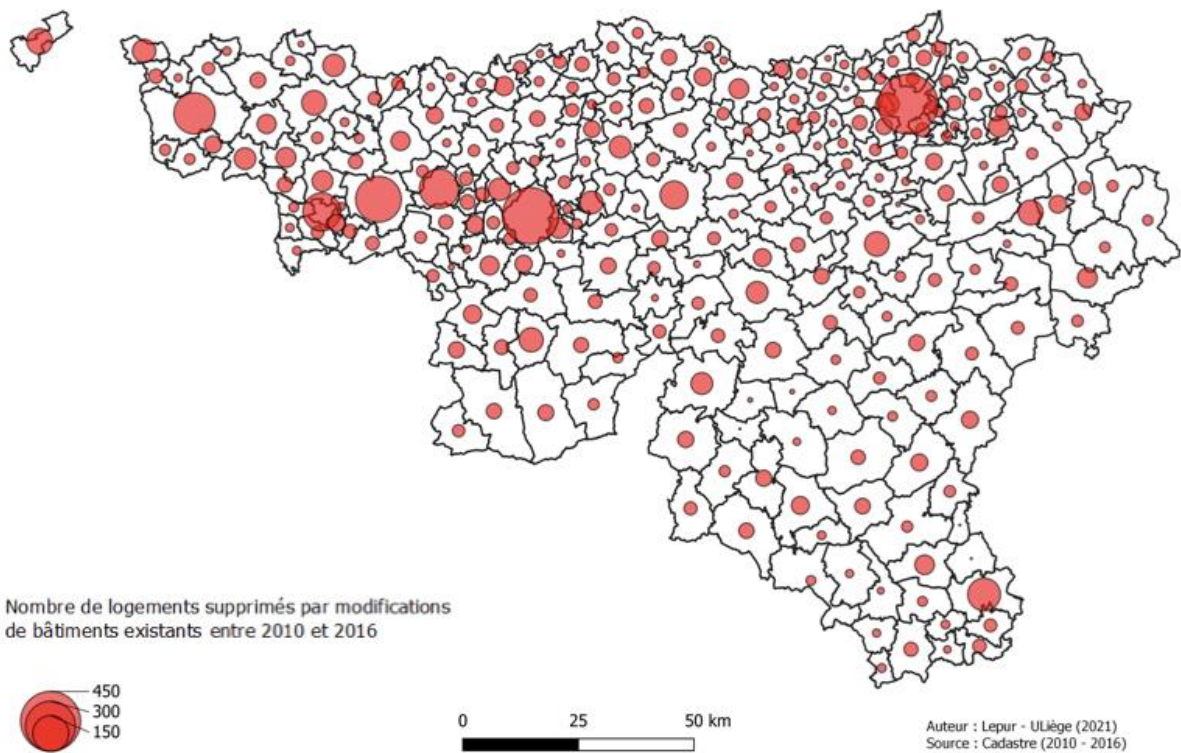 Nombre de logements supprimés par modifications
de bâtiments existants entre 2010 et 2016
450
300
150
0 25 50 km
Auteur : Lepur - ULiège (2021)
Source : Cadastre (2010 - 2016)